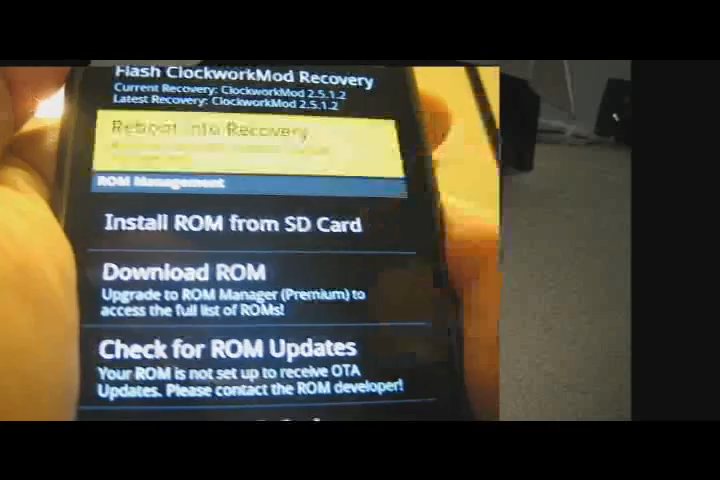 Flash ClockworkMod Recovery
Current Recovery: ClockworkMod 2.5.1.2
Latest Recovery: ClockworkMod 2.5.1.2
Reboot into Recovery
ROM Management
Install ROM from SD Card
Download ROM
Upgrade to ROM Manager (Premium) to
access the full list of ROMs!
Check for ROM Updates
Your ROM is not set up to receive OTA
Updates. Please contact the ROM developer!